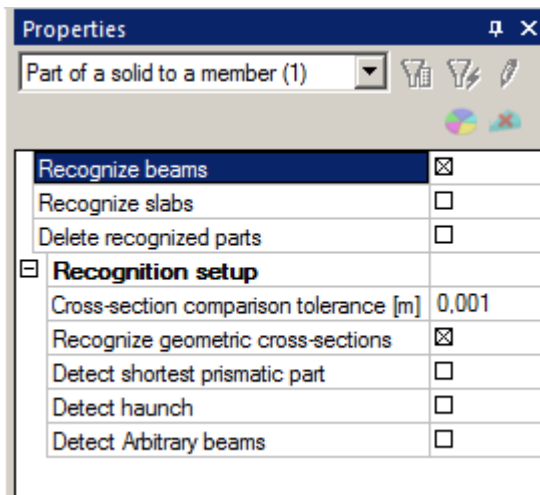 Properties
Part of a solid to a member (1)
Recognize beams
Recognize slabs
Delete recognized parts
Recognition setup
Cross-section comparison tolerance [m] 0,001
Recognize geometric cross-sections
Detect shortest prismatic part
Detect haunch
Detect Arbitrary beams